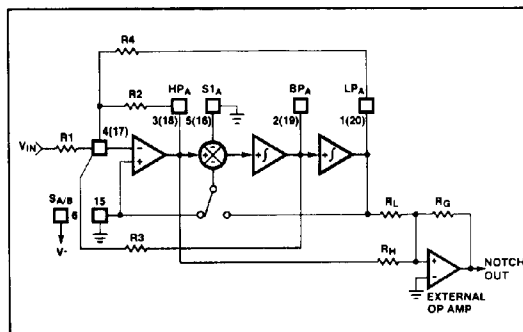 R4
R2
HPA
S1A
BPA
LPA
3(18)
5(16)
2(19)
1(20)
VIN
R1
4(17)
SA/B
6
15
V-
R3
RL
RG
RH
NOTCH
OUT
EXTERNAL
OP AMP